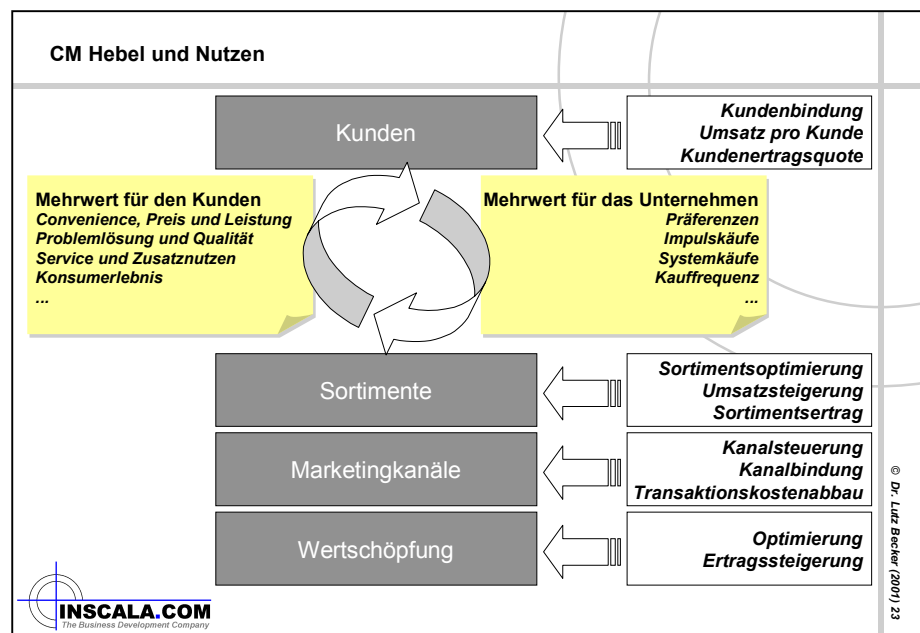 CM Hebel und Nutzen
Kunden
Kundenbindung
Umsatz pro Kunde
Kundenertragsquote
Mehrwert für den Kunden
Convenience, Preis und Leistung
Problemlösung und Qualität
Service und Zusatznutzen
Konsumerlebnis
...
Mehrwert für das Unternehmen
Präferenzen
Impulskäufe
Systemkäufe
Kauffrequenz
...
Sortimente
Sortimentsoptimierung
Umsatzsteigerung
Sortimentsertrag
Marketingkanäle
Kanalsteuerung
Kanalbindung
Transaktionskostenabbau
Wertschöpfung
Optimierung
Ertragssteigerung
© Dr. Lutz Becker (2001) 23
INSCALA.COM
The Business Development Company